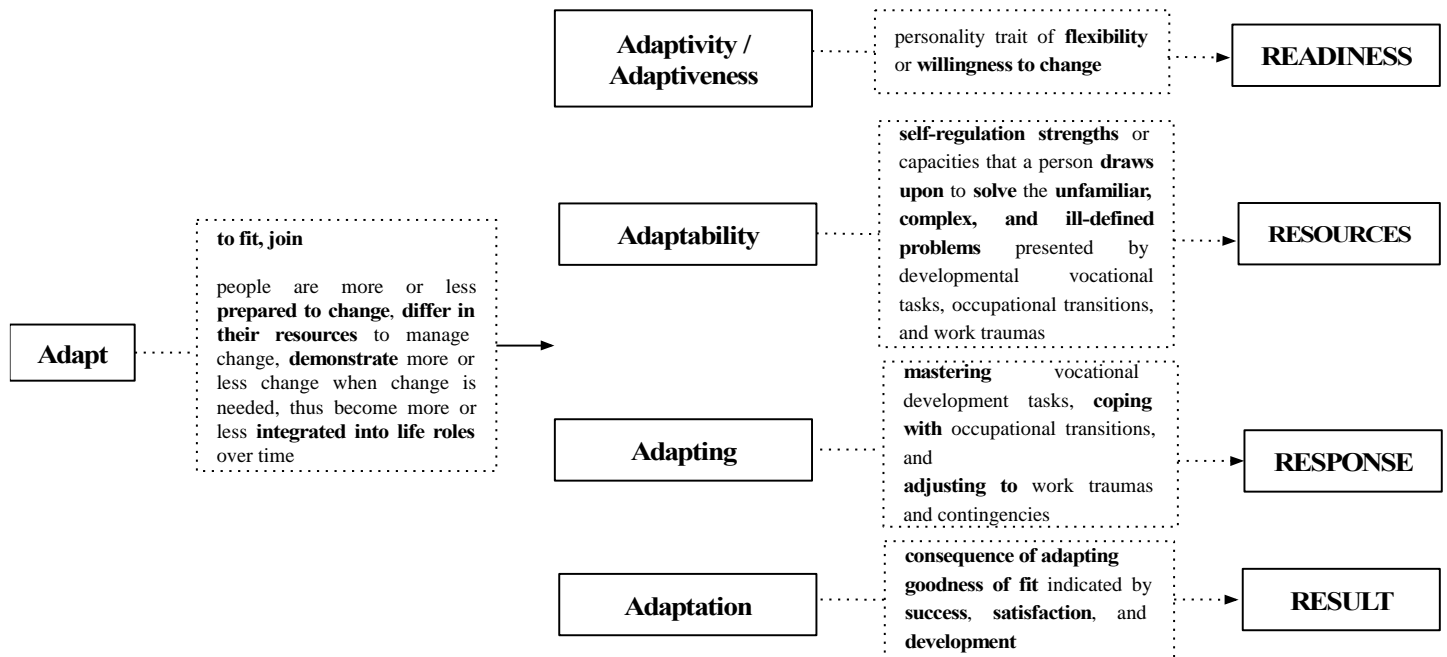 Adapt
to fit, join
people are more or less
prepared to change, differ in
their resources to manage
change, demonstrate more or
less change when change is
needed, thus become more or
less integrated into life roles
over time
Adaptivity /
Adaptiveness
personality trait of flexibility
or willingness to change
READINESS
Adaptability
self-regulation strengths or
capacities that a person draws
upon to solve the unfamiliar,
complex, and ill-defined
problems presented by
developmental vocational
tasks, occupational transitions,
and work traumas
RESOURCES
Adapting
mastering vocational
development tasks, coping
with occupational transitions,
and
adjusting to work traumas
and contingencies
RESPONSE
Adaptation
consequence of adapting
goodness of fit indicated by
success, satisfaction, and
development
RESULT